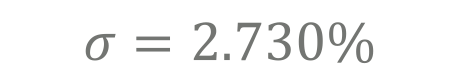 σ = 2.730%